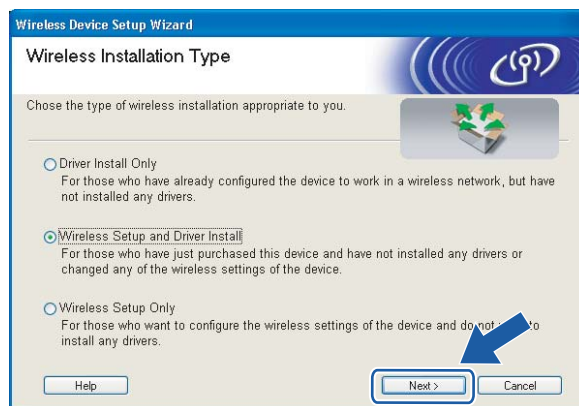 Wireless Device Setup Wizard
Wireless Installation Type
Chose the type of wireless installation appropriate to you.
Driver Install Only
For those who have already configured the device to work in a wireless network, but have
not installed any drivers.
Wireless Setup and Driver Install
For those who have just purchased this device and have not installed any drivers or
changed any of the wireless settings of the device.
Wireless Setup Only
For those who want to configure the wireless settings of the device and do not to
install any drivers.
Help
Next >
Cancel